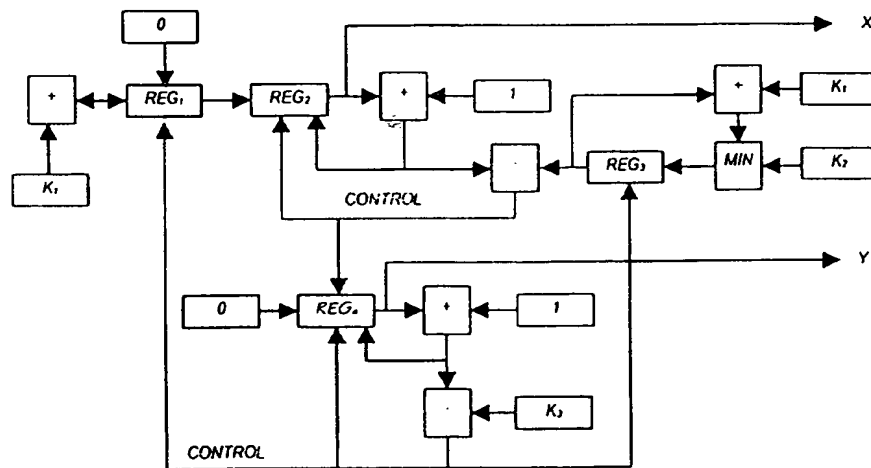 0
X
+
REG₁
REG₂
+
1
+
K₁
K₁
REG₃
MIN
K₂
CONTROL
Y
0
REG₄
+
1
K₃
CONTROL